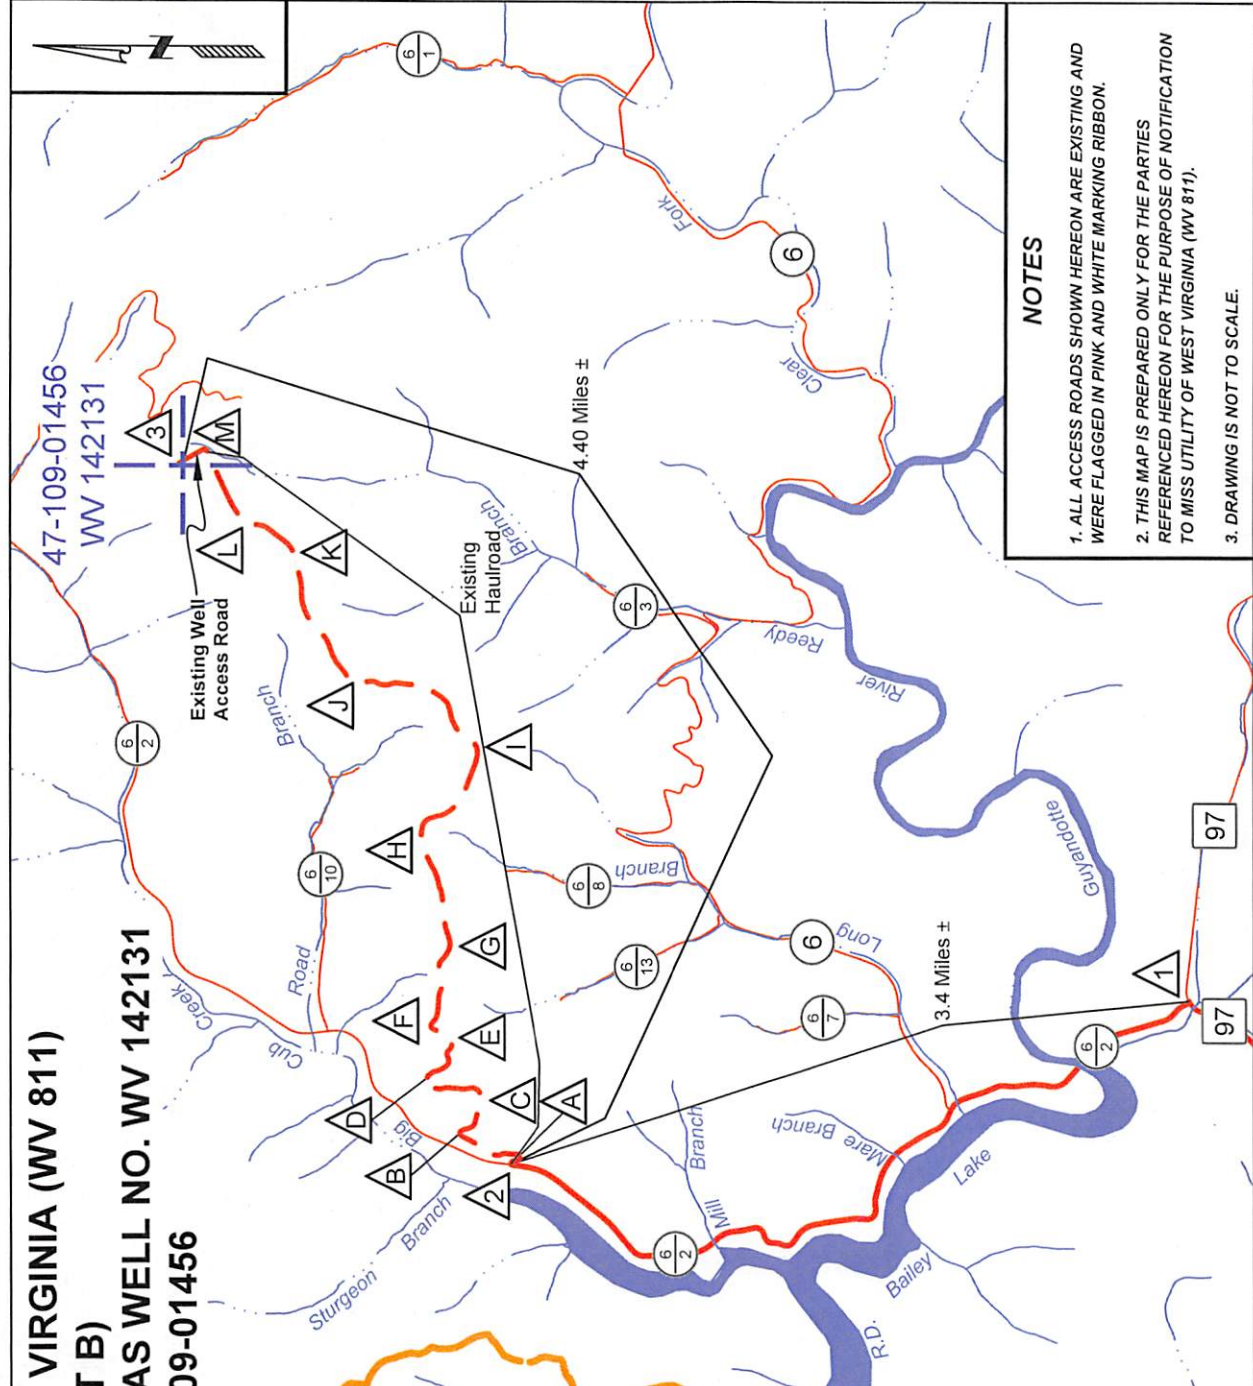 VIRGINIA (WV 811)
T B)
AS WELL NO. WV 142131
09-01456
N
47-109-01456
WV 142131
Existing Well
Access Road
Existing
Haulroad
4.40 Miles ±
3.4 Miles ±
1
2
3
A
B
C
D
E
F
G
H
I
J
K
L
M
6
1
6
2
6
10
6
3
6
8
6
13
6
7
6
2
6
2
6
6
97
97
Fork
Clear
Branch
Reedy
River
Guyandotte
Branch
Long
Branch
Road
Creek
Cub
Big
Branch
Sturgeon
Branch
Mill
Mare Branch
Lake
Bailey
R.D.
NOTES
1. ALL ACCESS ROADS SHOWN HEREON ARE EXISTING AND
WERE FLAGGED IN PINK AND WHITE MARKING RIBBON.
2. THIS MAP IS PREPARED ONLY FOR THE PARTIES
REFERENCED HEREON FOR THE PURPOSE OF NOTIFICATION
TO MISS UTILITY OF WEST VIRGINIA (WV 811).
3. DRAWING IS NOT TO SCALE.